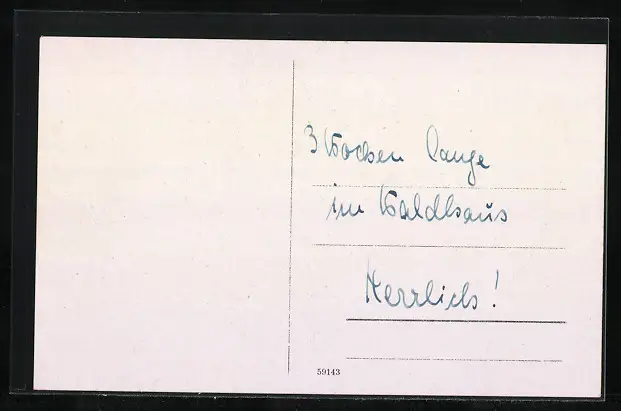 3 Wochen lange
im Waldhaus
Herrlich!
59143